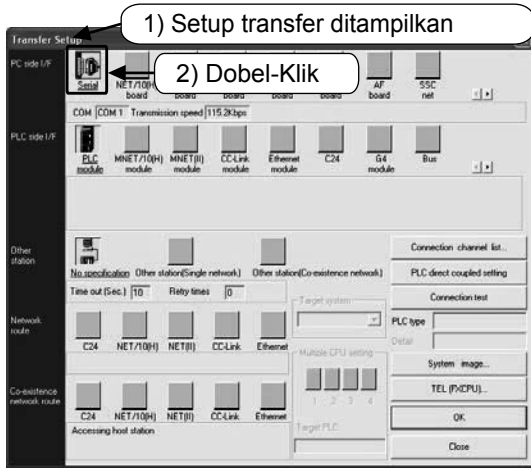 1) Setup transfer ditampilkan
Transfer Setup
2) Dobel-Klik
PC side I/F
Serial NET/10(H) board board board board board AF board SSC net
COM COM 1 Transmission speed 115.2Kbps
PLC side I/F
PLC module MNET/10(H) module MNET(II) module CC-Link module Ethernet module C24 G4 module Bus
Other station
No specification Other station(Single network) Other station(Co-existence network)
Time out (Sec.) 10 Retry times 0
Connection channel list...
PLC direct coupled setting
Connection test
Target system
PLC type
Detail
Network route
C24 NET/10(H) NET(II) CC-Link Ethernet
Multiple CPU setting
1 2 3 4
System image...
TEL (FXCPU)...
Co-existence network route
C24 NET/10(H) NET(II) CC-Link Ethernet
Accessing host station
Target PLC
OK
Close